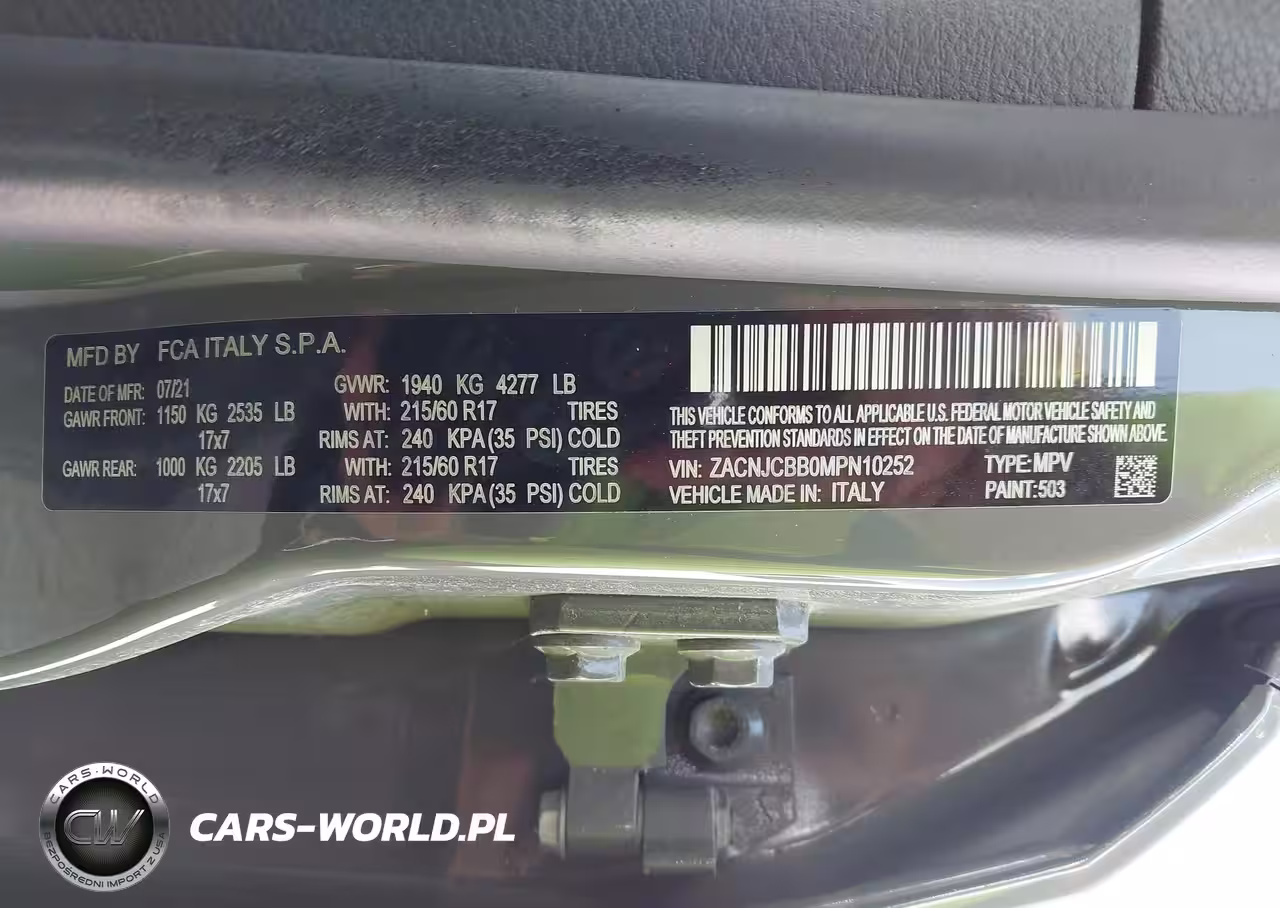 MFD BY FCA ITALY S.P.A.
DATE OF MFR: 07/21 GVWR: 1940 KG 4277 LB
GAWR FRONT: 1150 KG 2535 LB WITH: 215/60 R17 TIRES
17x7 RIMS AT: 240 KPA (35 PSI) COLD
GAWR REAR: 1000 KG 2205 LB WITH: 215/60 R17 TIRES
17x7 RIMS AT: 240 KPA (35 PSI) COLD
THIS VEHICLE CONFORMS TO ALL APPLICABLE U.S. FEDERAL MOTOR VEHICLE SAFETY AND
THEFT PREVENTION STANDARDS IN EFFECT ON THE DATE OF MANUFACTURE SHOWN ABOVE.
VIN: ZACNJCBB0MPN10252 TYPE: MPV
VEHICLE MADE IN: ITALY PAINT: 503
CARS-WORLD
CW
BEZPOŚREDNI IMPORT Z USA
CARS-WORLD.PL